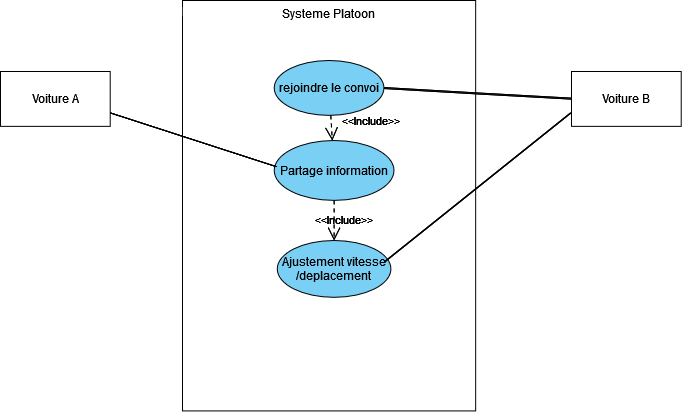 Systeme Platoon
rejoindre le convoi
Voiture A
Voiture B
<<Include>>
Partage information
<<Include>>
Ajustement vitesse
/deplacement